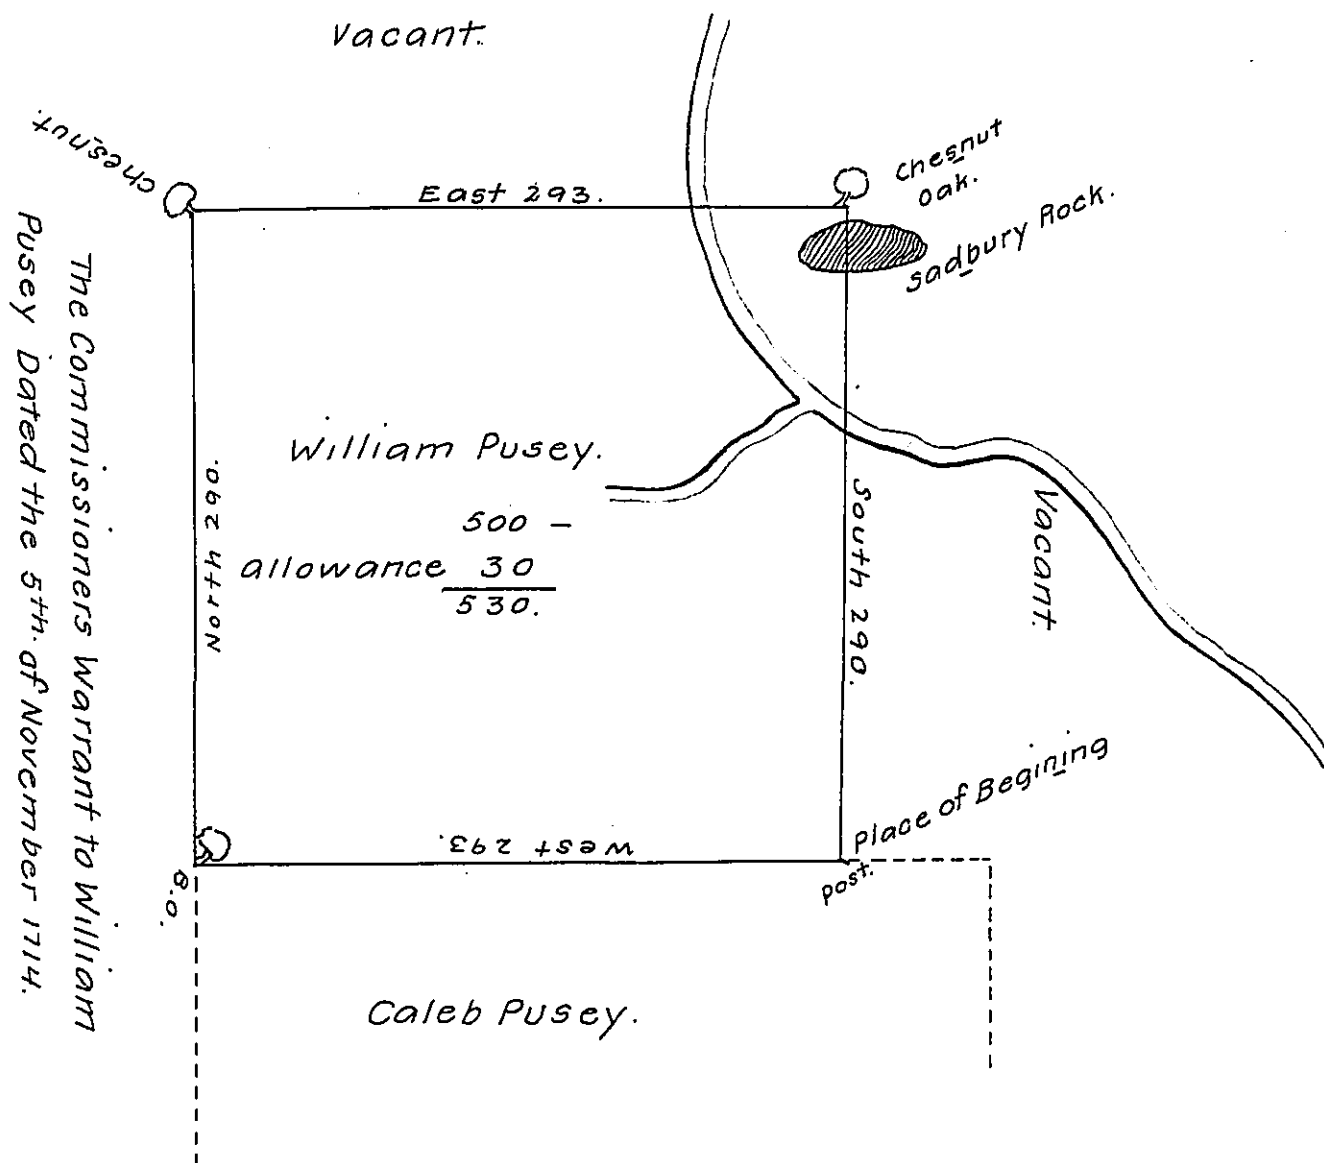 Vacant.
chesnut.
East 293.
chesnut
oak.
Sadbury Rock.
The Commissioners Warrant to William
Pusey Dated the 5th. of November 1714.
William Pusey.
500 –
allowance 30
530.
North 290.
South 290.
Vacant.
West 293.
Place of Begining
post.
B.O.
Caleb Pusey.